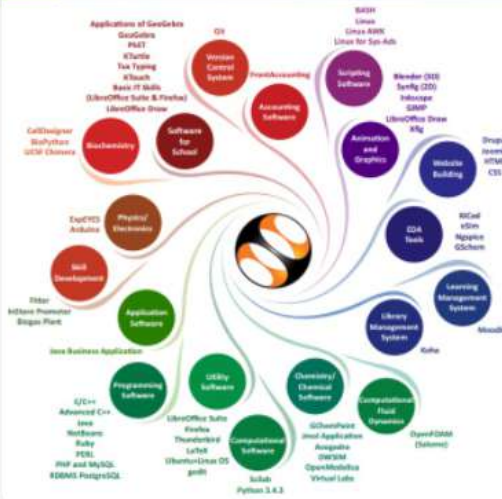 Applications of GeoGebra
GeoGebra
PhET
KTurtle
Tux Typing
KTouch
Basic IT Skills
(LibreOffice Suite & Firefox)
LibreOffice Draw
Software
for
School
Git
Version
Control
System
FrontAccounting
Accounting
Software
BASH
Linux
Linux AWK
Linux for Sys-Ads
Scripting
Software
Blender (3D)
Synfig (2D)
Inkscape
GIMP
LibreOffice Draw
Xfig
Animation
and
Graphics
Website
Building
KiCad
eSim
Ngspice
GSchem
EDA
Tools
Learning
Management
System
Library
Management
System
Koha
OpenFOAM
(Salome)
Computational
Fluid
Dynamics
Chemistry/
Chemical
Software
GChemPaint
Jmol Application
Avogadro
DWSIM
OpenModelica
Virtual Labs
Computational
Software
Scilab
Python 3.4.3
Utility
Software
LibreOffice Suite
Firefox
Thunderbird
LaTeX
Ubuntu+Linux OS
gedit
Programming
Software
C/C++
Advanced C++
Java
NetBeans
Ruby
PERL
PHP and MySQL
RDBMS PostgreSQL
Application
Software
Java Business Application
Skill
Development
Fitter
InStore Promoter
Biogas Plant
Physics/
Electronics
ExpEYES
Arduino
Biochemistry
CellDesigner
BioPython
UCSF Chimera